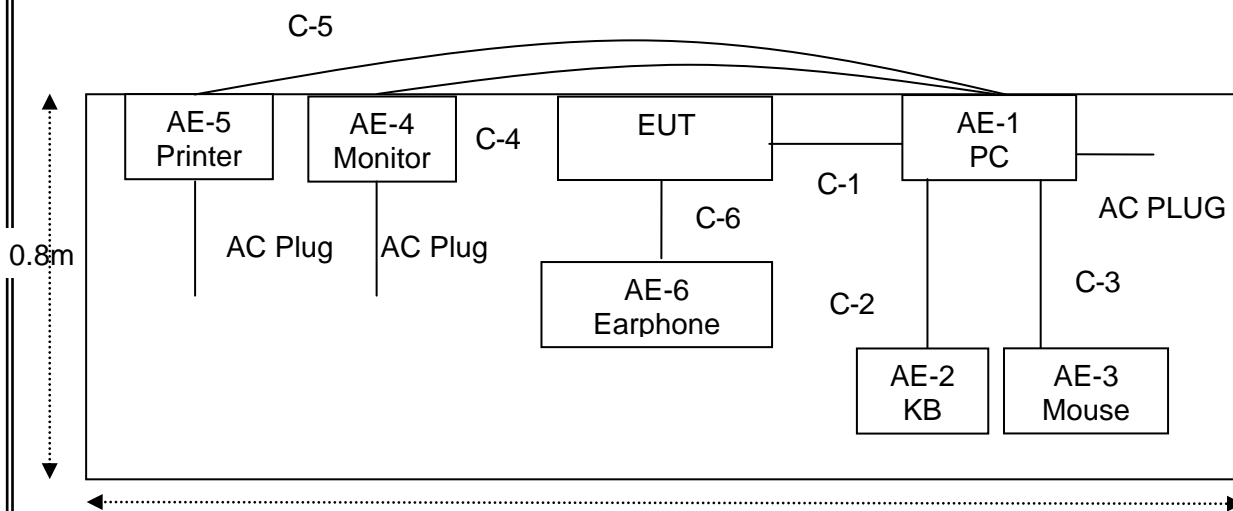 C-5
AE-5
Printer
AE-4
Monitor
C-4
EUT
AE-1
PC
C-1
AC PLUG
C-6
AC Plug
AC Plug
0.8m
AE-6
Earphone
C-2
C-3
AE-2
KB
AE-3
Mouse